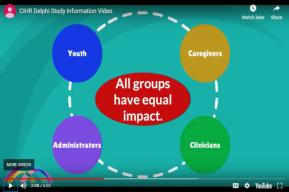 CIHR Delphi Study Information Video
Watch later
Share
Youth
Caregivers
All groups
have equal
impact.
Administrators
Clinicians
MORE VIDEOS
YouTube